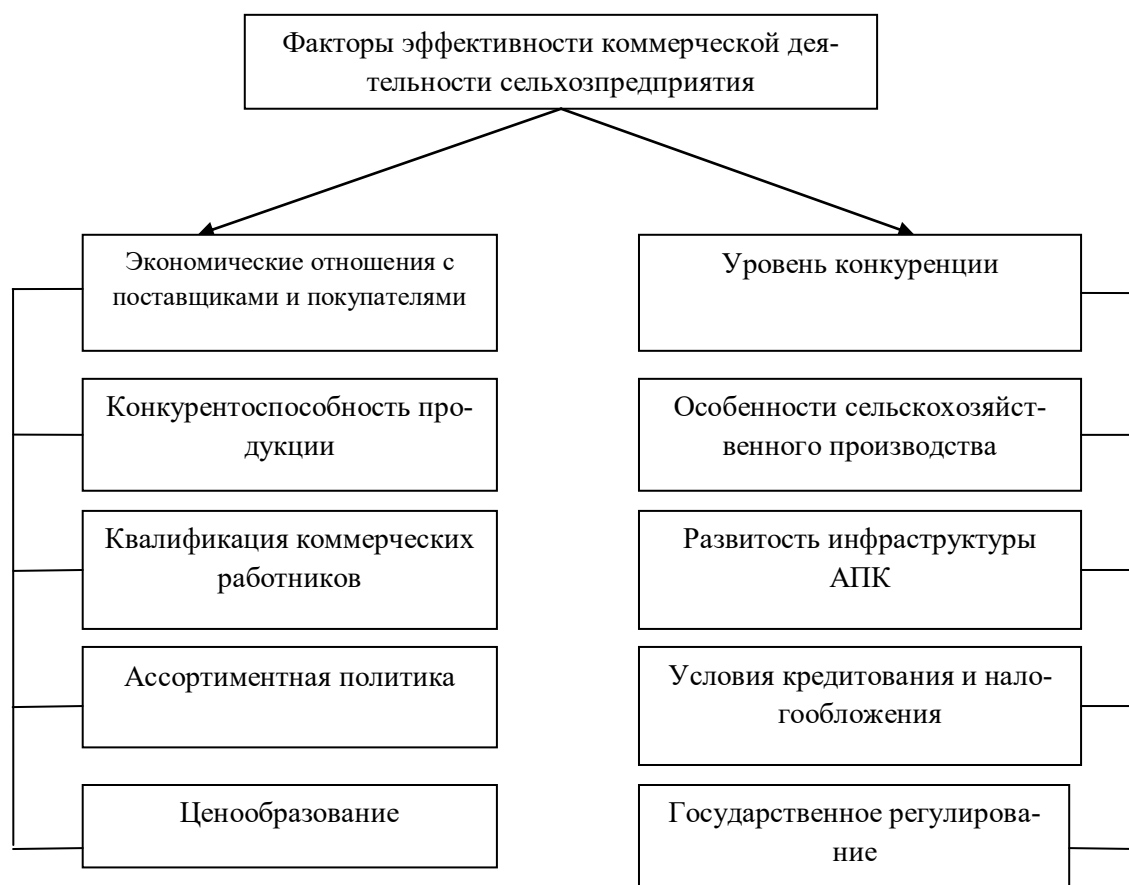 Факторы эффективности коммерческой дея-
тельности сельхозпредприятия
Экономические отношения с
поставщиками и покупателями
Конкурентоспособность про-
дукции
Квалификация коммерческих
работников
Ассортиментная политика
Ценообразование
Уровень конкуренции
Особенности сельскохозяйст-
венного производства
Развитость инфраструктуры
АПК
Условия кредитования и нало-
гообложения
Государственное регулирова-
ние